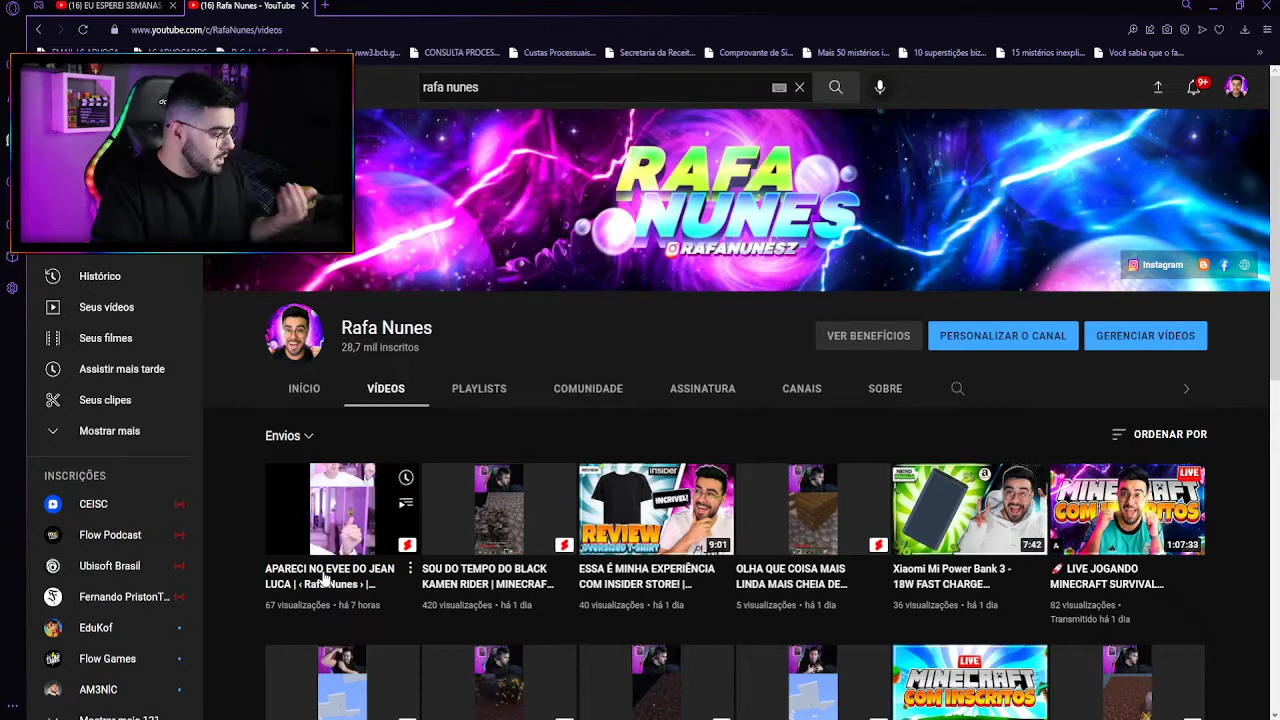 (16) EU ESPEREI SEMANAS
(16) Rafa Nunes - YouTube
www.youtube.com/c/RafaNunes/videos
CONSULTA PROCES...
Custas Processuais...
Secretaria da Receit...
Comprovante de Si...
Mais 50 mistérios i...
10 superstições biz...
15 mistérios inexpli...
Você sabia que o fa...
rafa nunes
9+
RAFA
NUNES
@RAFANUNESZ
Instagram
Histórico
Seus vídeos
Seus filmes
Assistir mais tarde
Seus clipes
Mostrar mais
INSCRIÇÕES
CEISC
Flow Podcast
Ubisoft Brasil
Fernando PristonT...
EduKof
Flow Games
AM3NIC
Rafa Nunes
28,7 mil inscritos
VER BENEFÍCIOS
PERSONALIZAR O CANAL
GERENCIAR VÍDEOS
INÍCIO
VÍDEOS
PLAYLISTS
COMUNIDADE
ASSINATURA
CANAIS
SOBRE
Envios
ORDENAR POR
APARECI NO EVEE DO JEAN
LUCA | ‹ Rafa Nunes › |...
67 visualizações • há 7 horas
SOU DO TEMPO DO BLACK
KAMEN RIDER | MINECRAF...
420 visualizações • há 1 dia
REVIEW
INSIDER
INCRÍVEL!
REVIEW
OVERSIZED T-SHIRT
9:01
ESSA É MINHA EXPERIÊNCIA
COM INSIDER STORE! |...
40 visualizações • há 1 dia
OLHA QUE COISA MAIS
LINDA MAIS CHEIA DE...
5 visualizações • há 1 dia
7:42
Xiaomi Mi Power Bank 3 -
18W FAST CHARGE...
36 visualizações • há 1 dia
LIVE
MINECRAFT
COM INSCRITOS
1:07:33
🚀 LIVE JOGANDO
MINECRAFT SURVIVAL...
82 visualizações •
Transmitido há 1 dia
LIVE
MINECRAFT
COM INSCRITOS